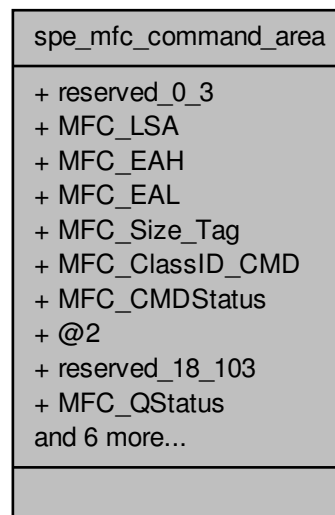 spe_mfc_command_area
+ reserved_0_3
+ MFC_LSA
+ MFC_EAH
+ MFC_EAL
+ MFC_Size_Tag
+ MFC_ClassID_CMD
+ MFC_CMDStatus
+ @2
+ reserved_18_103
+ MFC_QStatus
and 6 more...